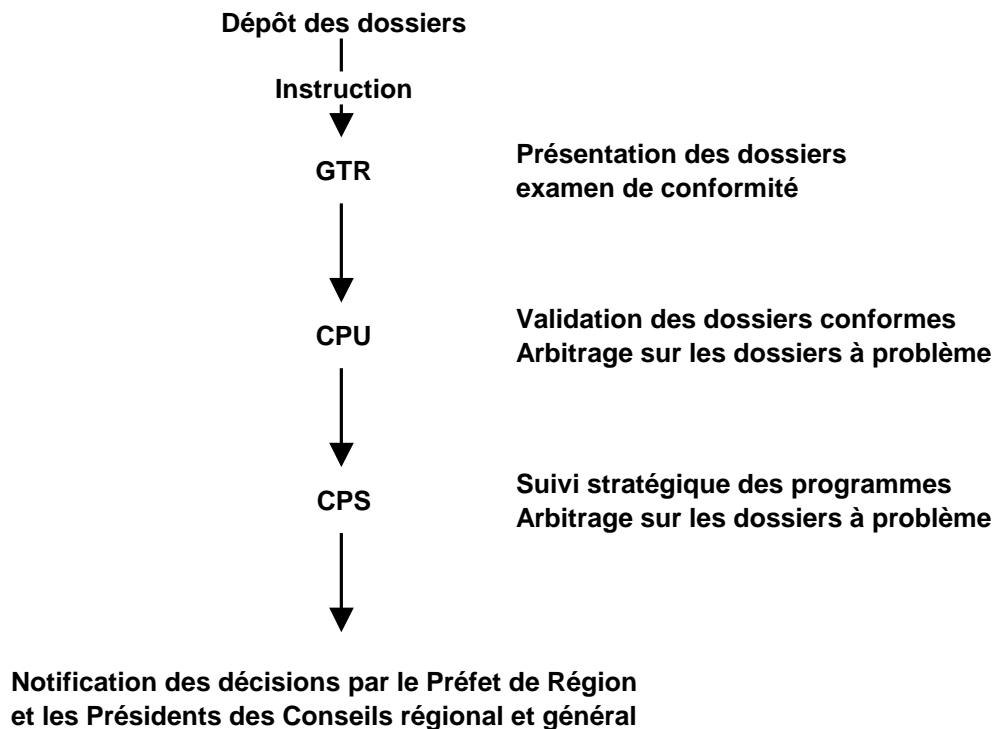 Dépôt des dossiers
Instruction
GTR
Présentation des dossiers
examen de conformité
CPU
Validation des dossiers conformes
Arbitrage sur les dossiers à problème
CPS
Suivi stratégique des programmes
Arbitrage sur les dossiers à problème
Notification des décisions par le Préfet de Région
et les Présidents des Conseils régional et général